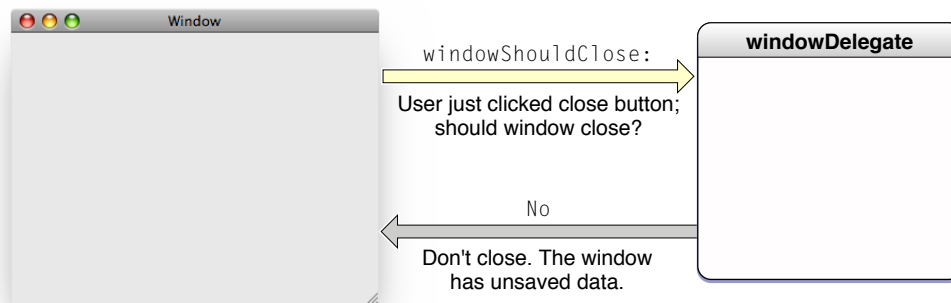 Window
windowShouldClose:
User just clicked close button;
should window close?
windowDelegate
No
Don't close. The window
has unsaved data.